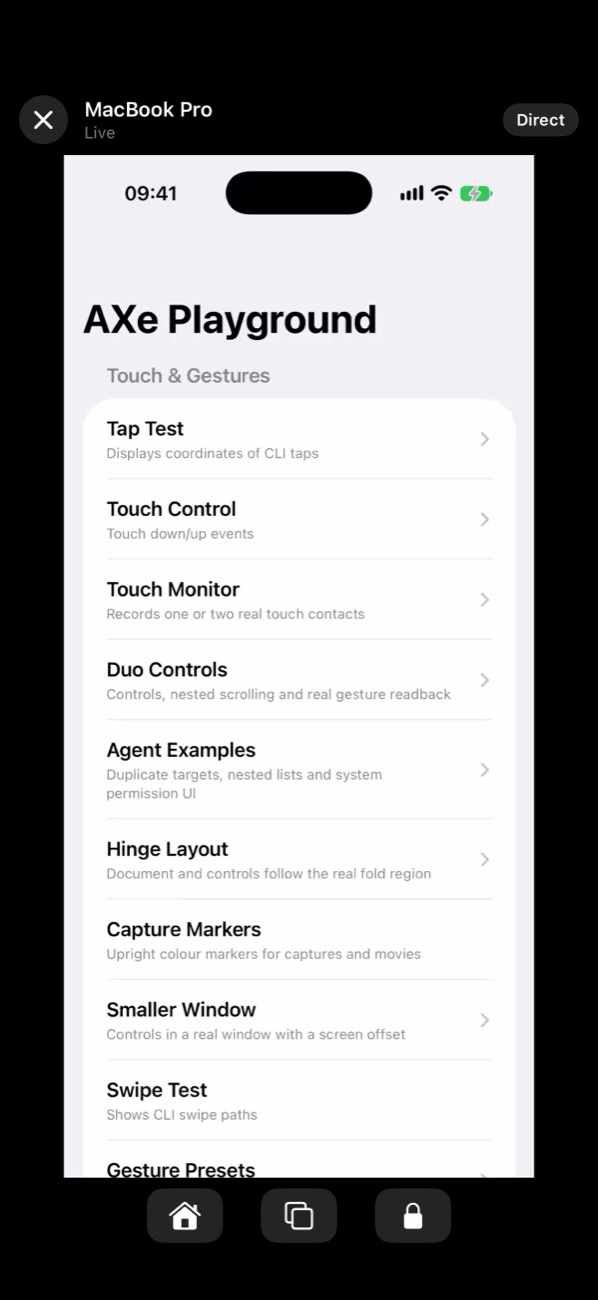 MacBook Pro
Live
Direct
09:41
AXe Playground
Touch & Gestures
Tap Test
Displays coordinates of CLI taps
Touch Control
Touch down/up events
Touch Monitor
Records one or two real touch contacts
Duo Controls
Controls, nested scrolling and real gesture readback
Agent Examples
Duplicate targets, nested lists and system
permission UI
Hinge Layout
Document and controls follow the real fold region
Capture Markers
Upright colour markers for captures and movies
Smaller Window
Controls in a real window with a screen offset
Swipe Test
Shows CLI swipe paths
Gesture Presets